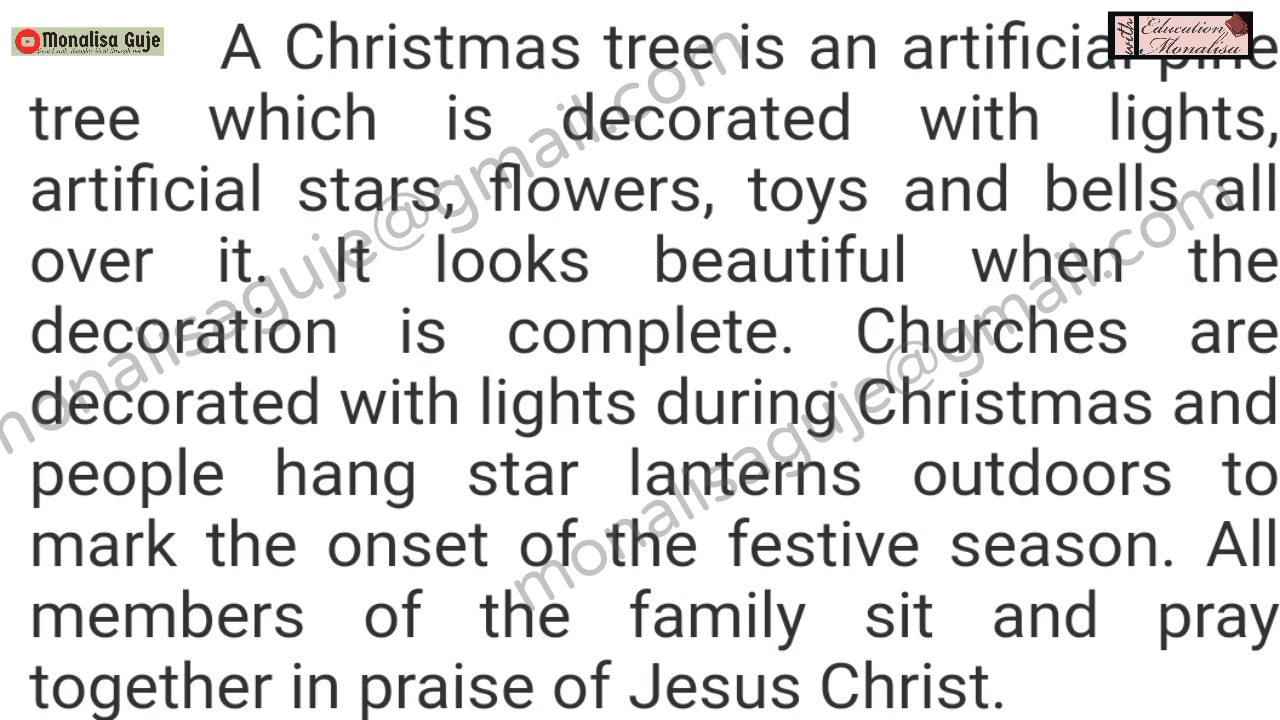 Monalisa Guje
with
Education
Monalisa
A Christmas tree is an artificial pine
tree which is decorated with lights,
artificial stars, flowers, toys and bells all
over it. It looks beautiful when the
decoration is complete. Churches are
decorated with lights during Christmas and
people hang star lanterns outdoors to
mark the onset of the festive season. All
members of the family sit and pray
together in praise of Jesus Christ.
monalisaguje@gmail.com
monalisaguje@gmail.com